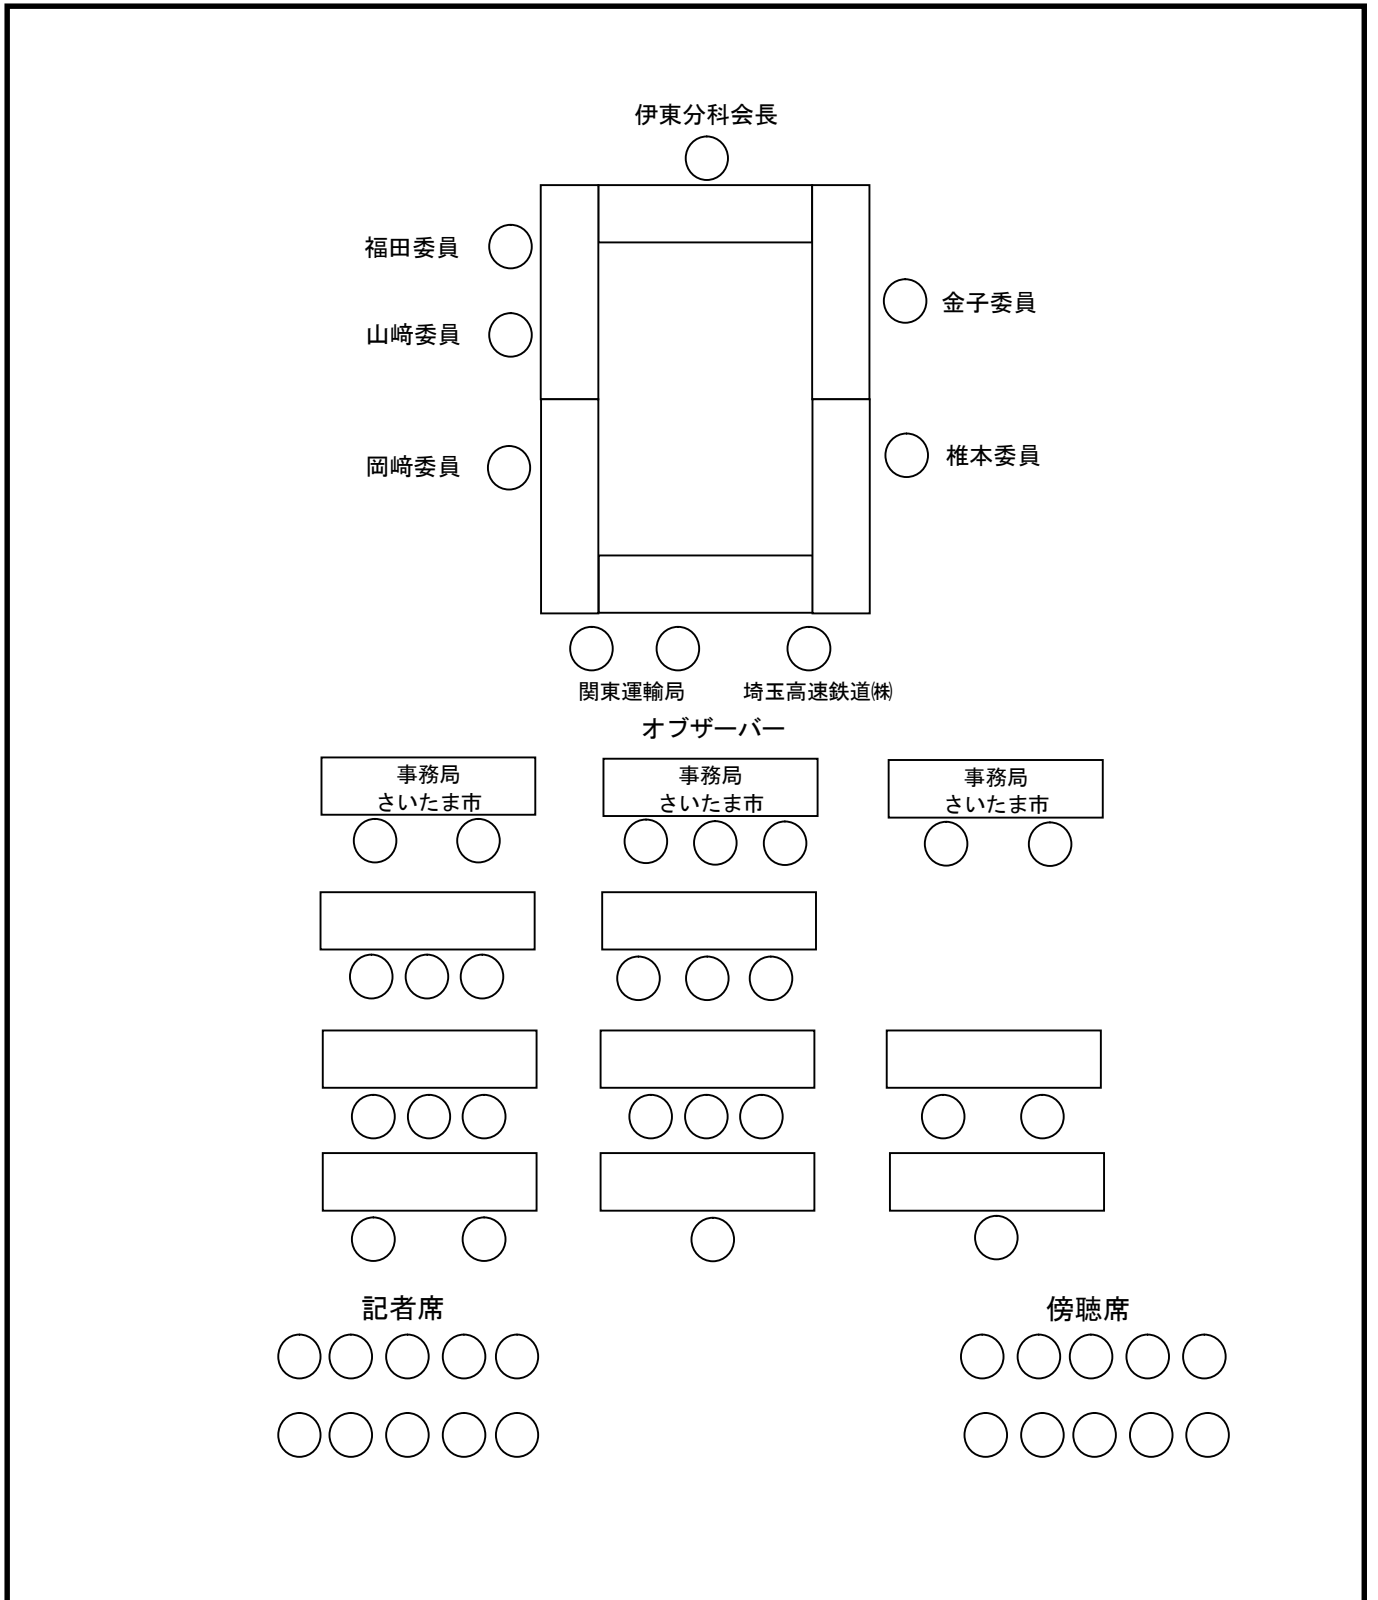 伊東分科会長
福田委員
金子委員
山﨑委員
椎本委員
岡﨑委員
関東運輸局
埼玉高速鉄道㈱
オブザーバー
事務局
さいたま市
事務局
さいたま市
事務局
さいたま市
記者席
傍聴席